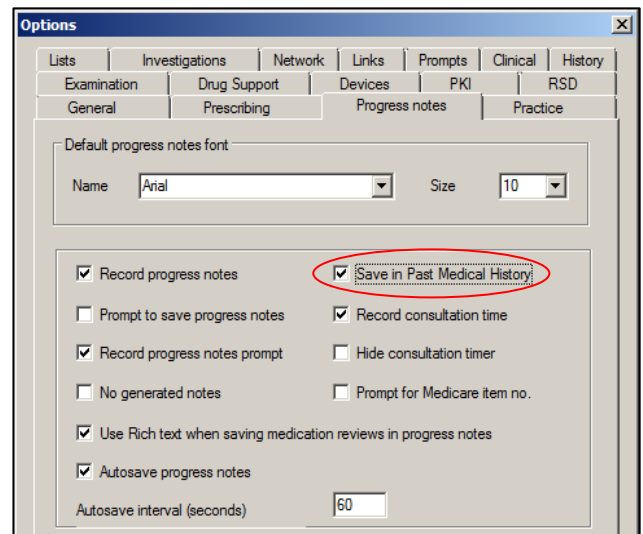 Options
Lists Investigations Network Links Prompts Clinical History
Examination Drug Support Devices PKI RSD
General Prescribing Progress notes Practice
Default progress notes font
Name Arial Size 10
Record progress notes Save in Past Medical History
Prompt to save progress notes Record consultation time
Record progress notes prompt Hide consultation timer
No generated notes Prompt for Medicare item no.
Use Rich text when saving medication reviews in progress notes
Autosave progress notes
Autosave interval (seconds) 60